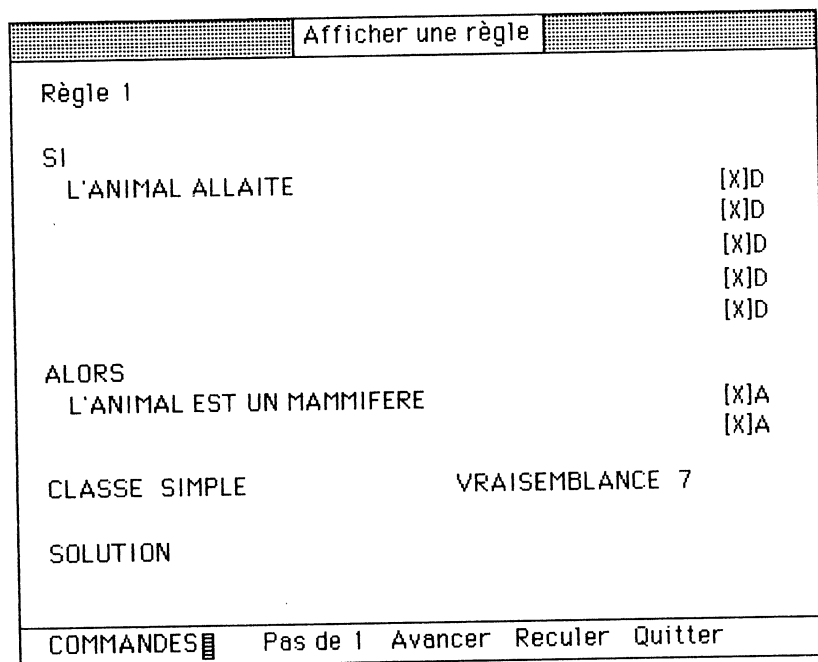 Afficher une règle
Règle 1
SI
L'ANIMAL ALLAITE [X]D
[X]D
[X]D
[X]D
[X]D
ALORS
L'ANIMAL EST UN MAMMIFERE [X]A
[X]A
CLASSE SIMPLE VRAISEMBLANCE 7
SOLUTION
COMMANDES Pas de 1 Avancer Reculer Quitter